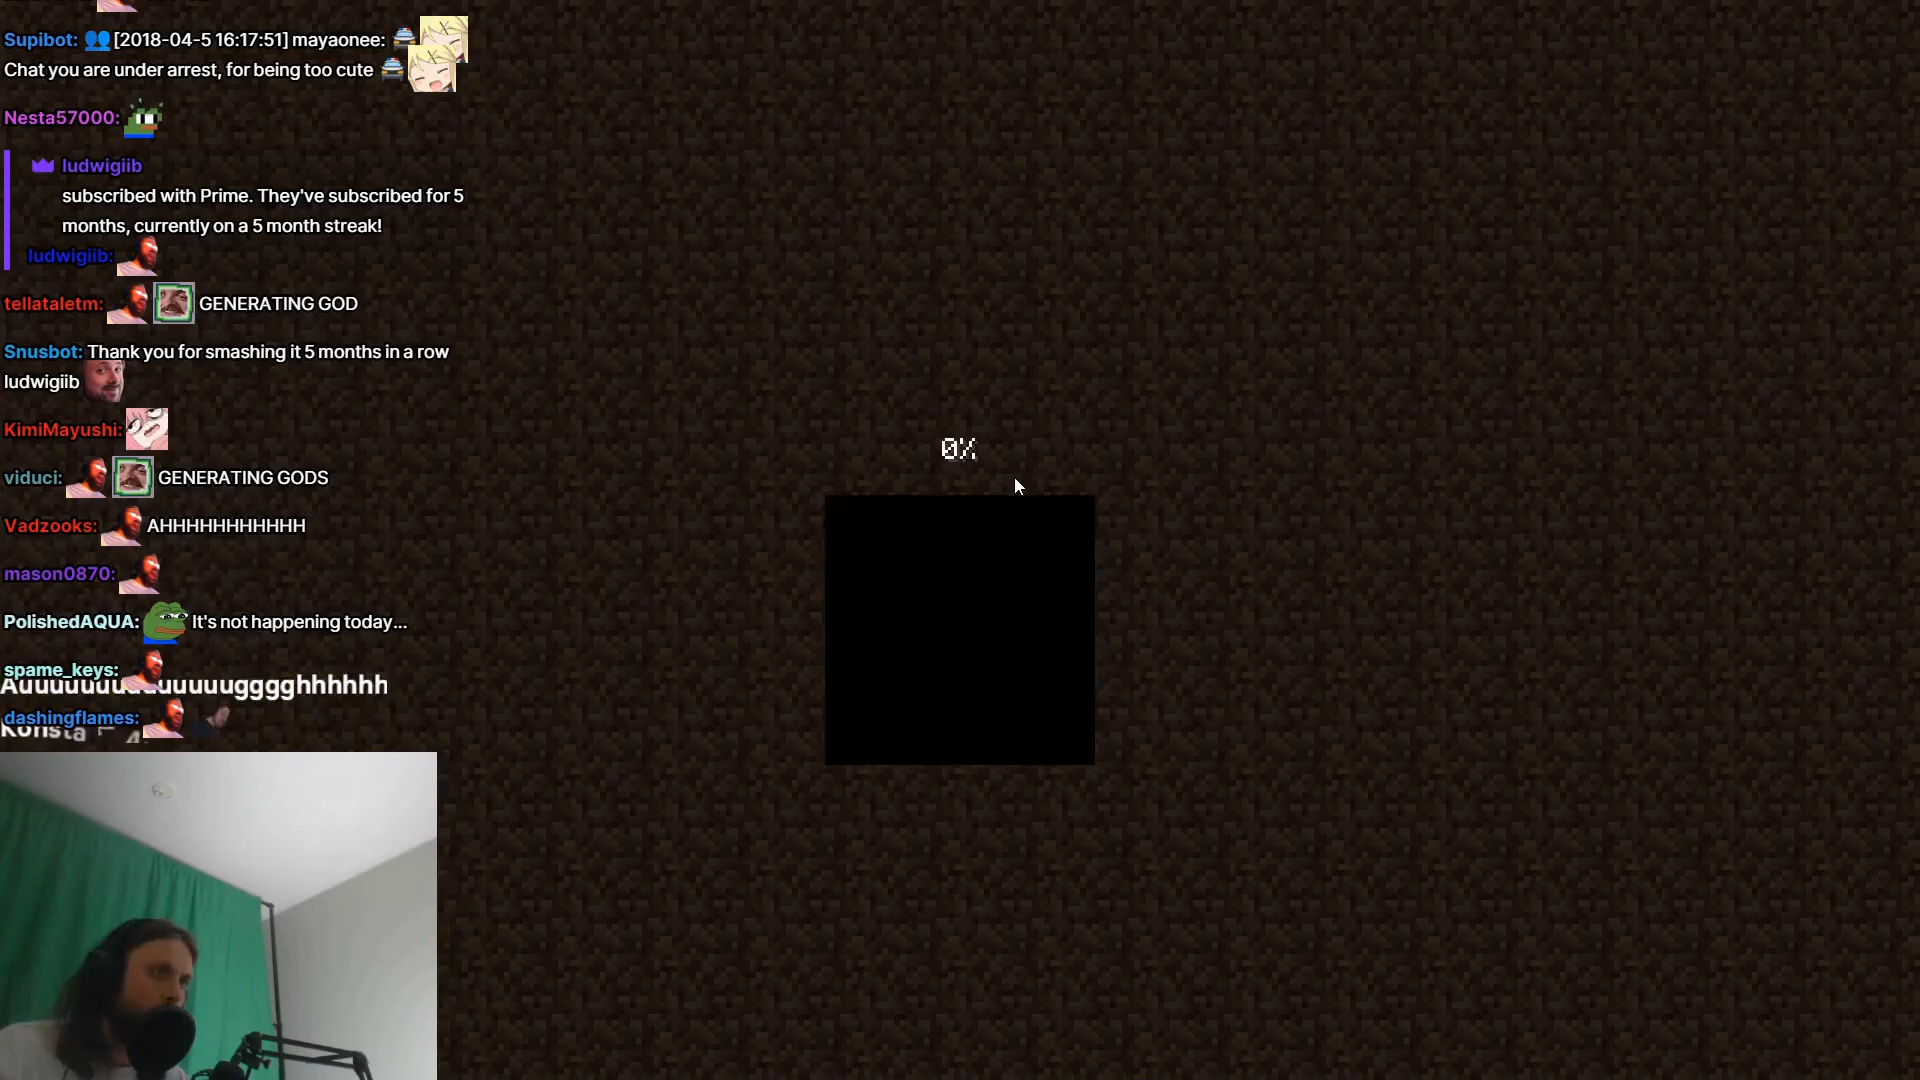 Supibot: [2018-04-5 16:17:51] mayaonee:
Chat you are under arrest, for being too cute
Nesta57000:
ludwigiib
subscribed with Prime. They've subscribed for 5
months, currently on a 5 month streak!
ludwigiib:
tellataletm: GENERATING GOD
Snusbot: Thank you for smashing it 5 months in a row
ludwigiib
KimiMayushi:
viduci: GENERATING GODS
Vadzooks: AHHHHHHHHHHH
mason0870:
PolishedAQUA: It's not happening today...
spame_keys:
dashingflames:
0%